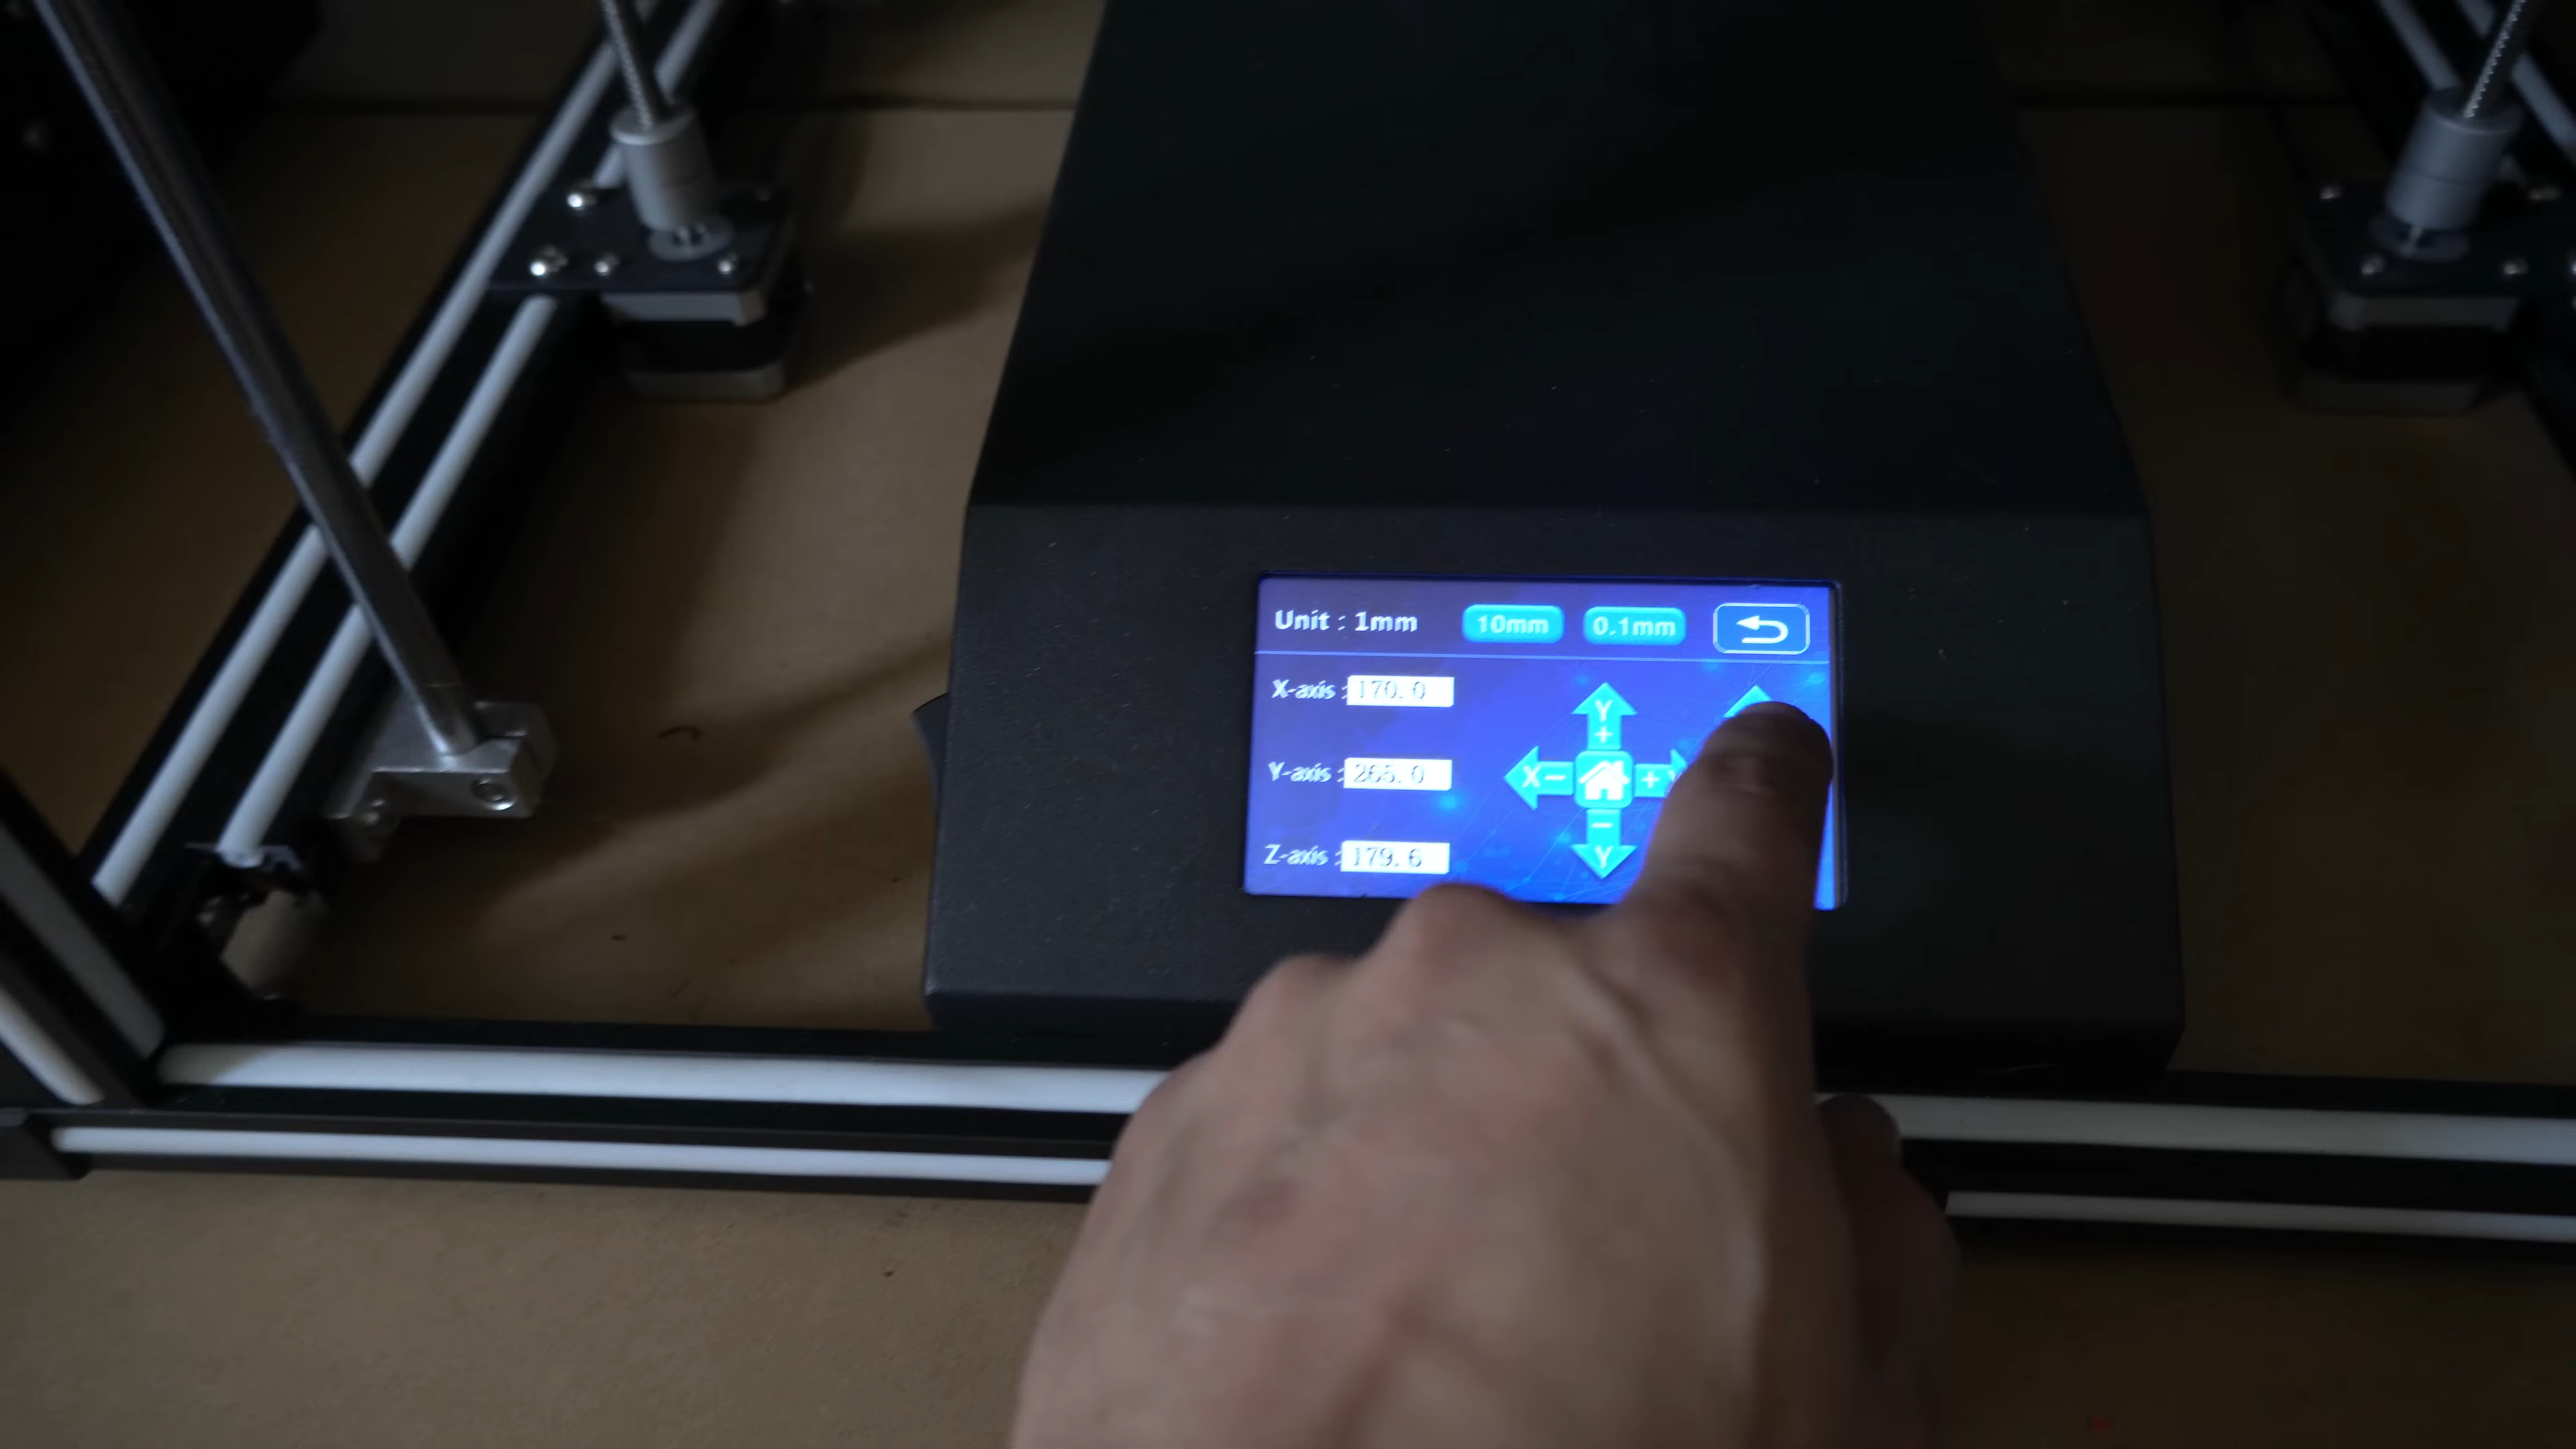 Unit : 1mm 10mm 0.1mm
X-axis : 170.0
Y-axis : 265.0
Z-axis : 179.6
Y
+
X - +
-
Y